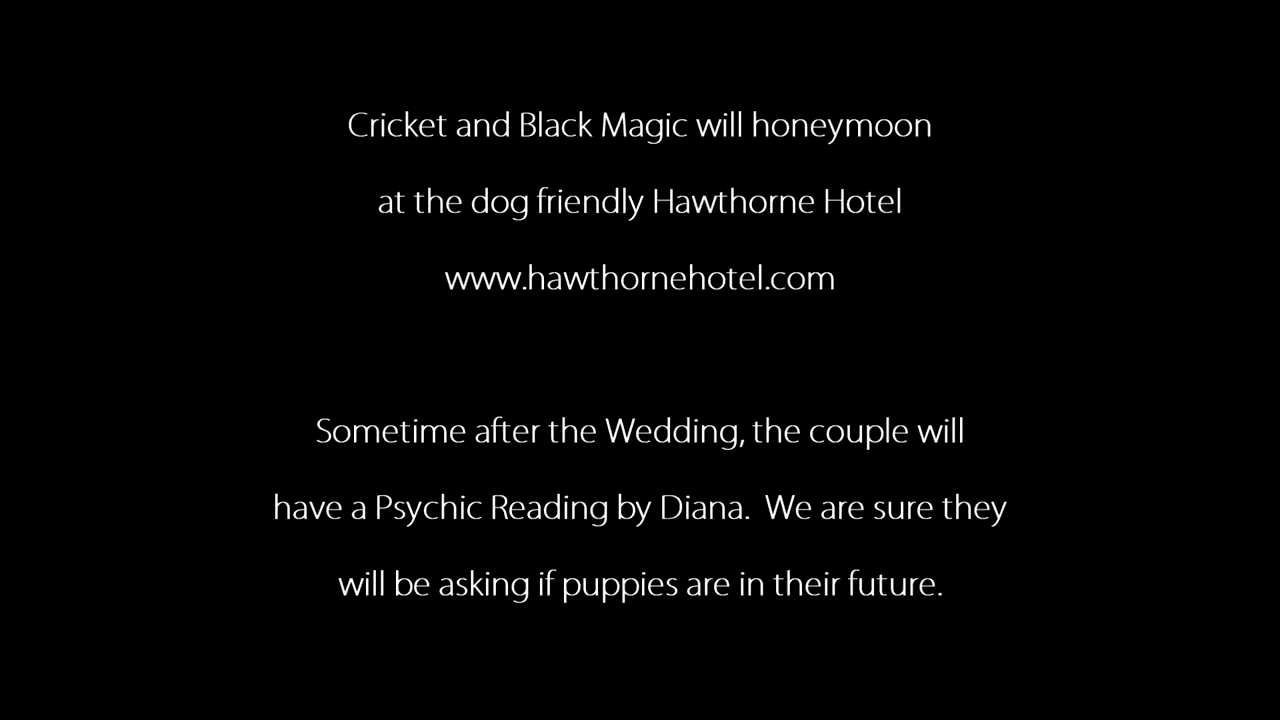 Cricket and Black Magic will honeymoon
at the dog friendly Hawthorne Hotel
www.hawthornehotel.com
Sometime after the Wedding, the couple will
have a Psychic Reading by Diana.  We are sure they
will be asking if puppies are in their future.